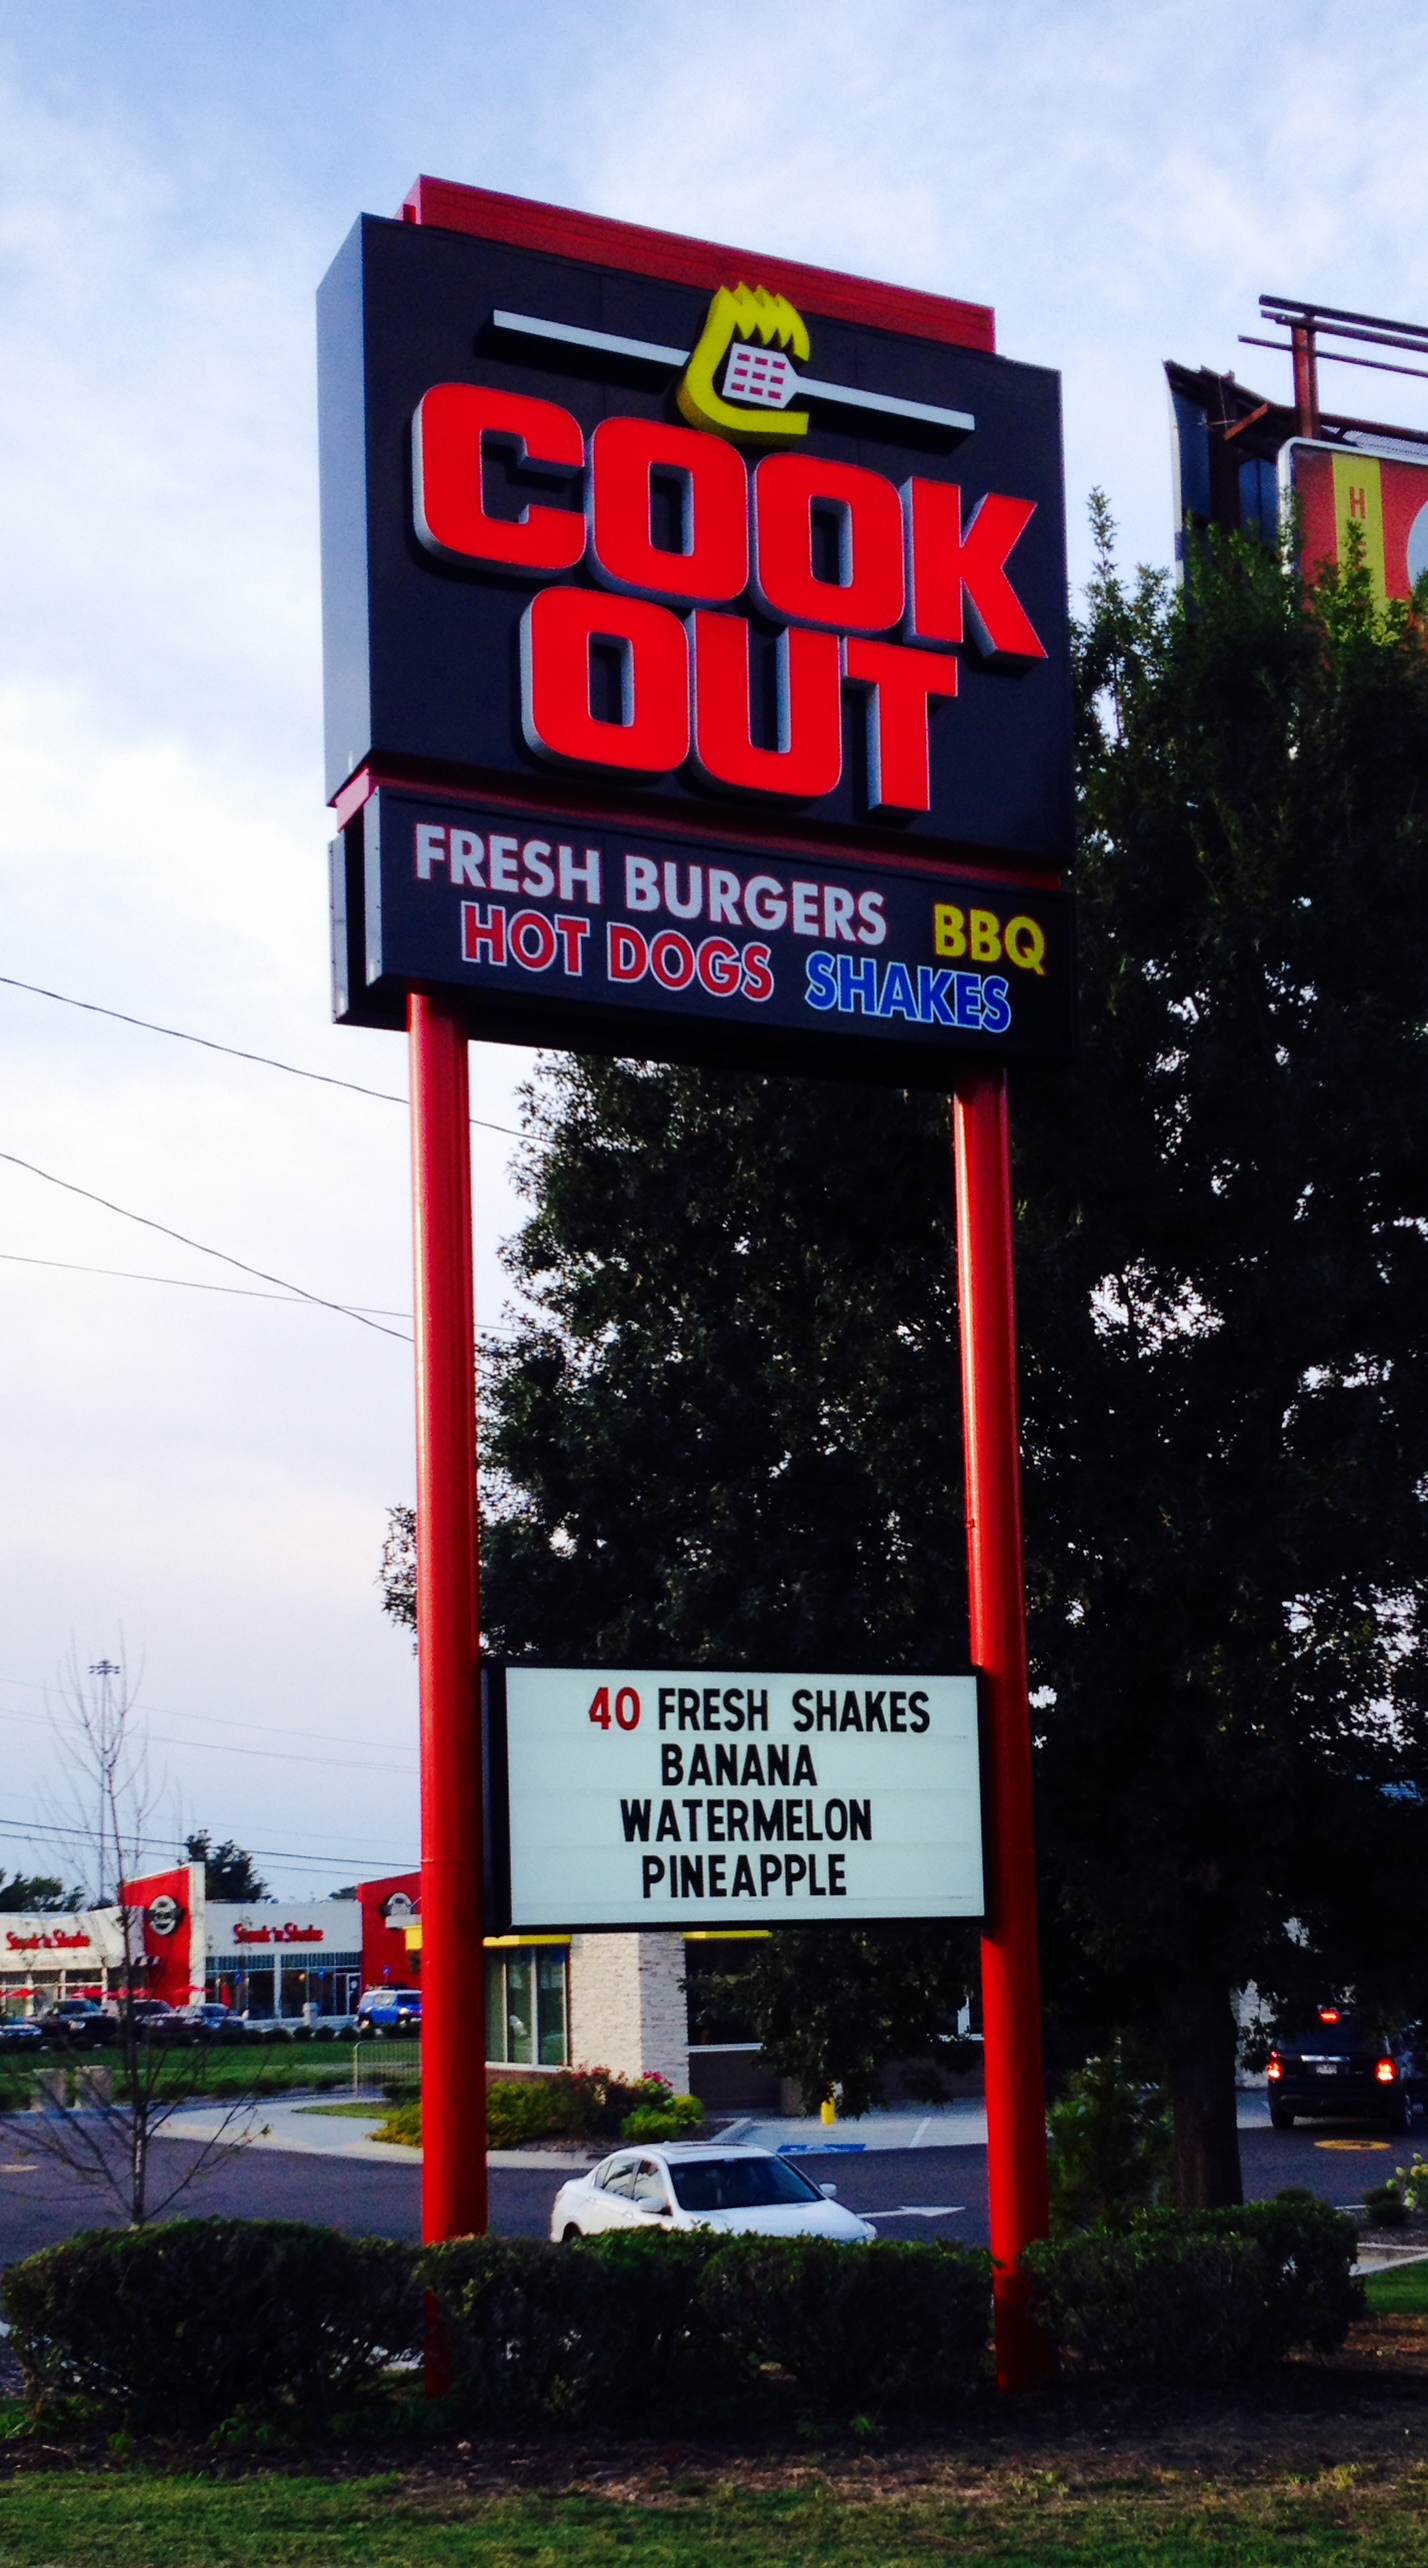 COOK
OUT
FRESH BURGERS BBQ
HOT DOGS SHAKES
40 FRESH SHAKES
BANANA
WATERMELON
PINEAPPLE
Steak 'n Shake
Steak 'n Shake
H